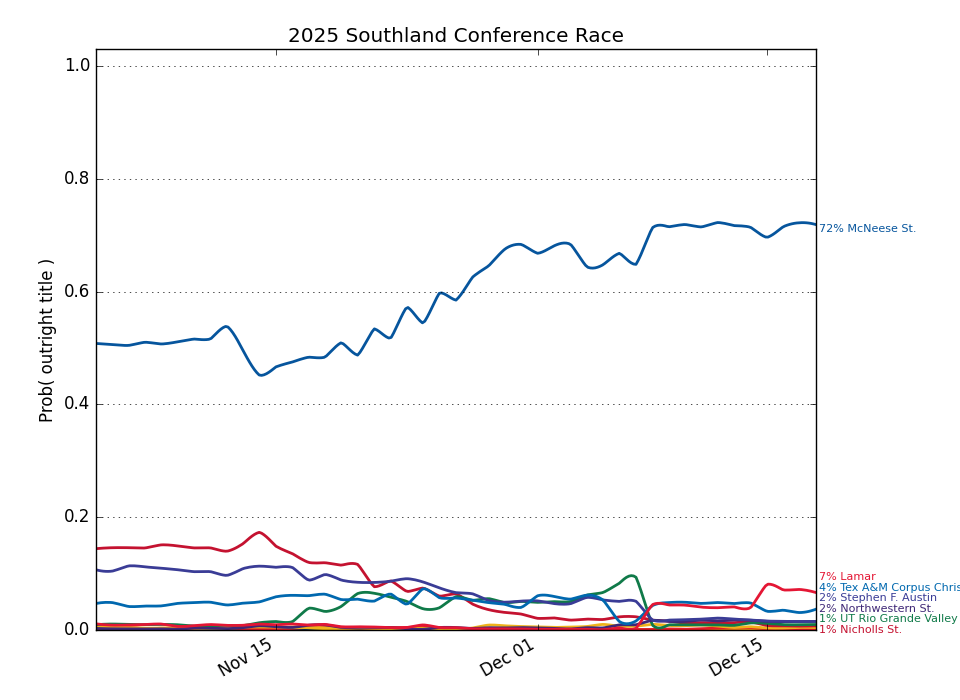 2025 Southland Conference Race
Prob( outright title )
1.0
0.8
0.6
0.4
0.2
0.0
Nov 15
Dec 01
Dec 15
72% McNeese St.
7% Lamar
4% Tex A&M Corpus Chris
2% Stephen F. Austin
2% Northwestern St.
1% UT Rio Grande Valley
1% Nicholls St.